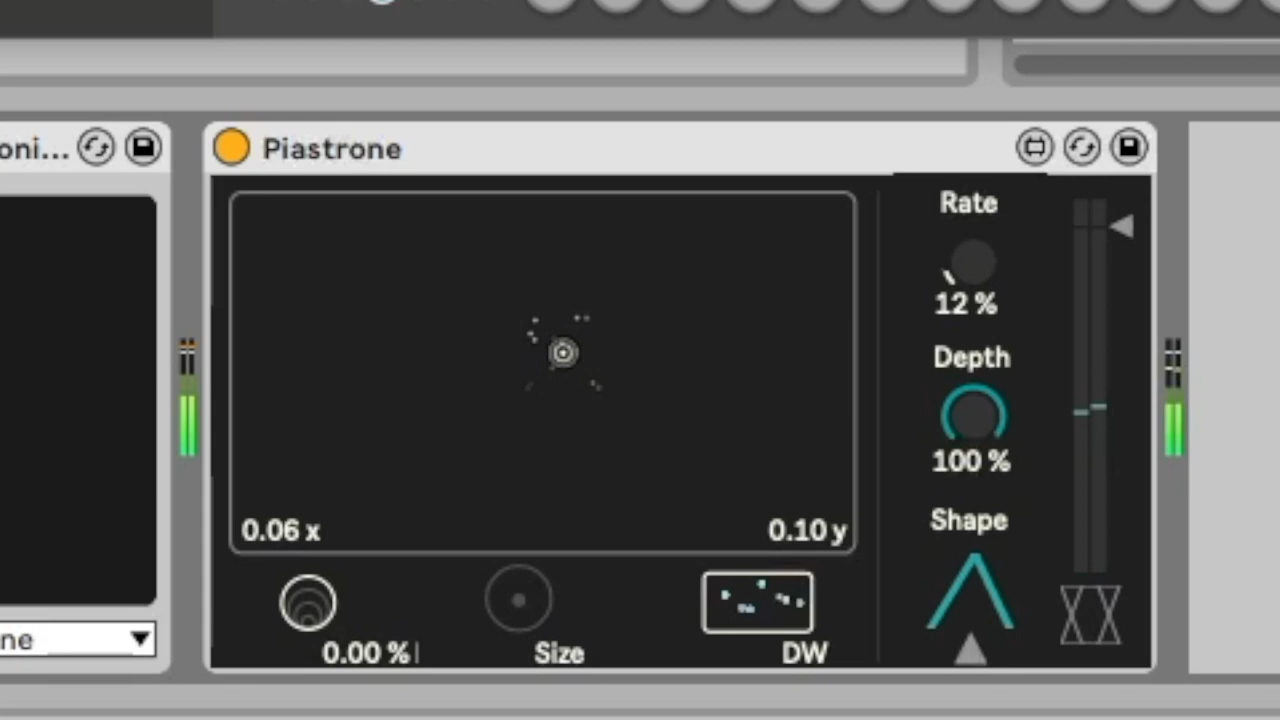 oni...
Piastrone
Rate
12 %
Depth
100 %
Shape
0.06 x
0.10 y
0.00 %
Size
DW
ne